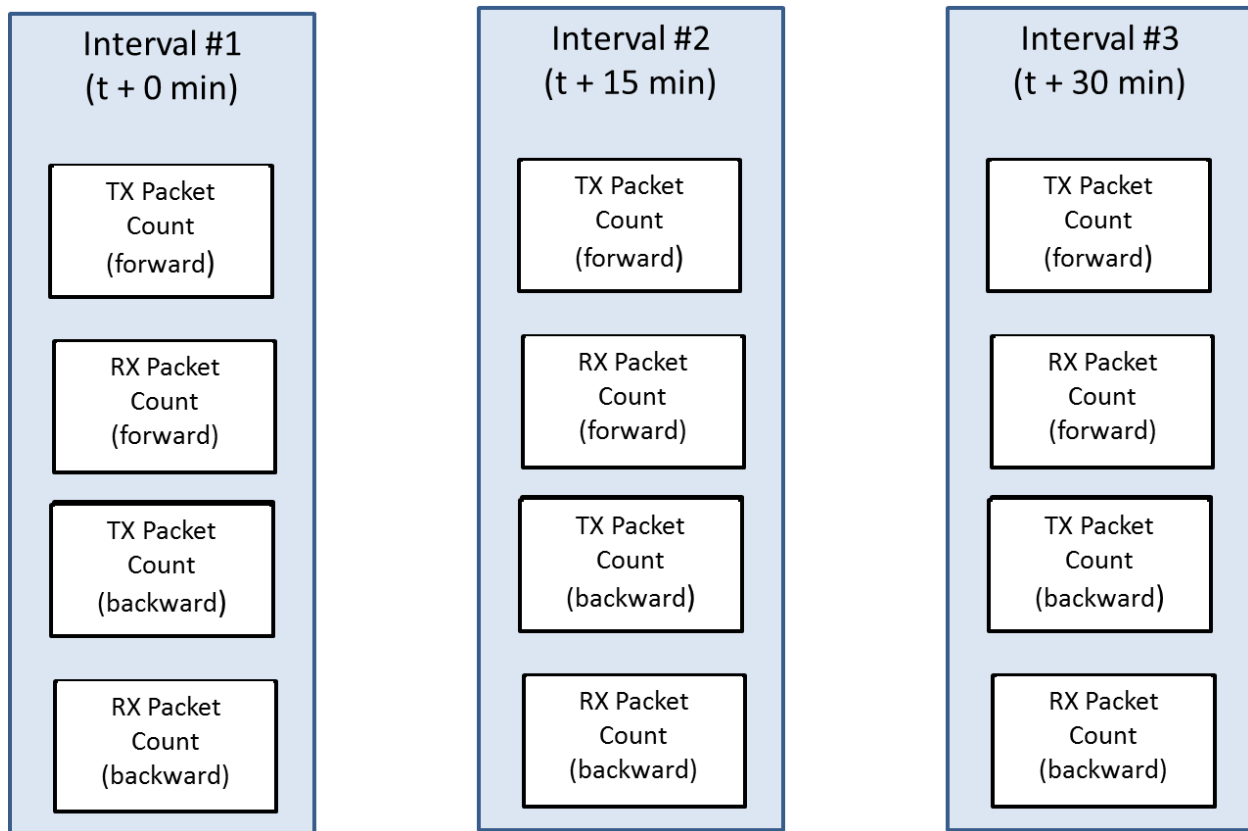 Interval #1
(t + 0 min)
TX Packet
Count
(forward)
RX Packet
Count
(forward)
TX Packet
Count
(backward)
RX Packet
Count
(backward)
Interval #2
(t + 15 min)
TX Packet
Count
(forward)
RX Packet
Count
(forward)
TX Packet
Count
(backward)
RX Packet
Count
(backward)
Interval #3
(t + 30 min)
TX Packet
Count
(forward)
RX Packet
Count
(forward)
TX Packet
Count
(backward)
RX Packet
Count
(backward)